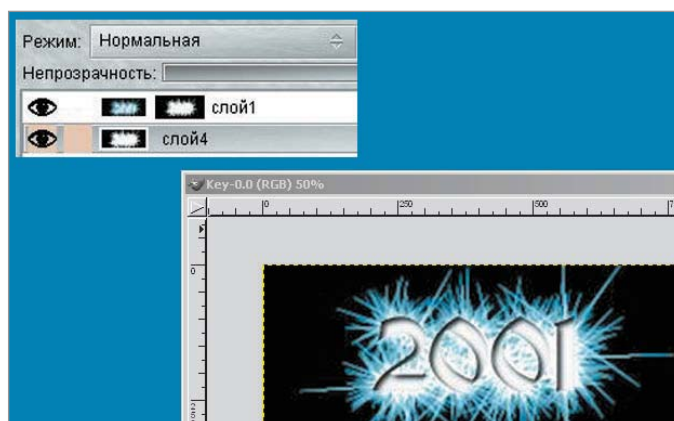 Режим: Нормальная
Непрозрачность:
слой1
слой4
Key-0.0 (RGB) 50%
0 250 500
0
2001